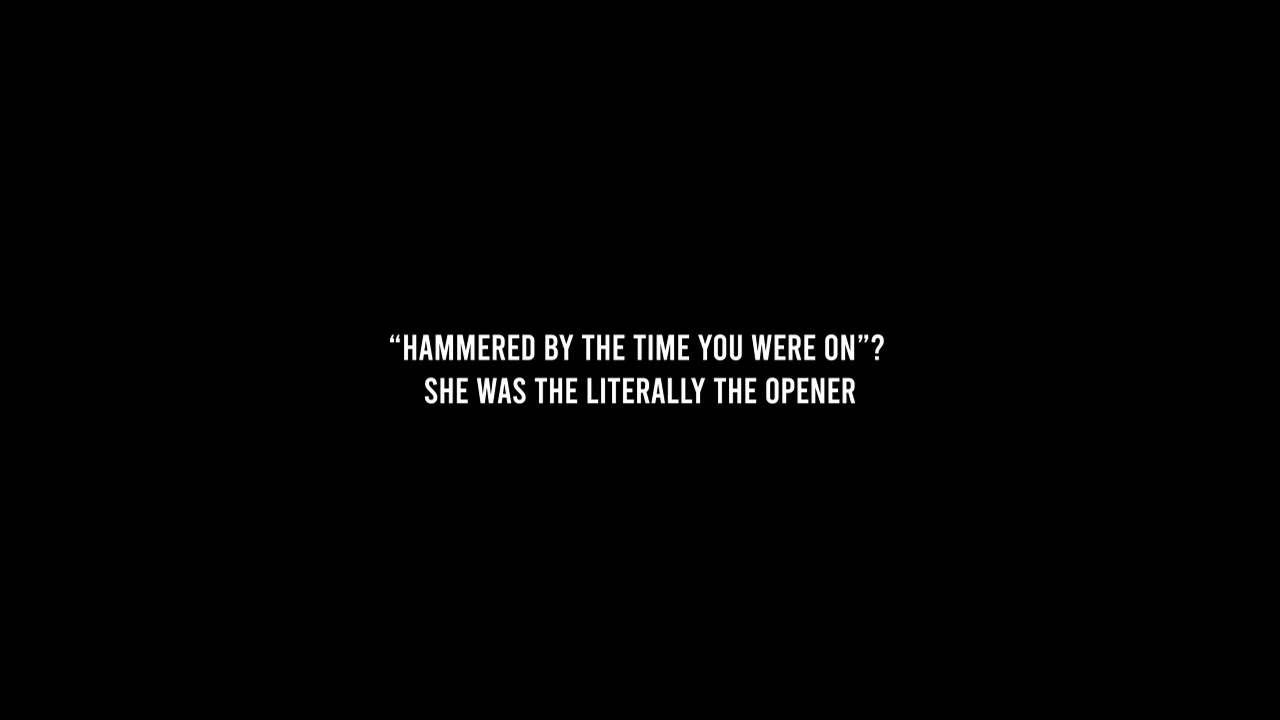 “HAMMERED BY THE TIME YOU WERE ON”?
SHE WAS THE LITERALLY THE OPENER